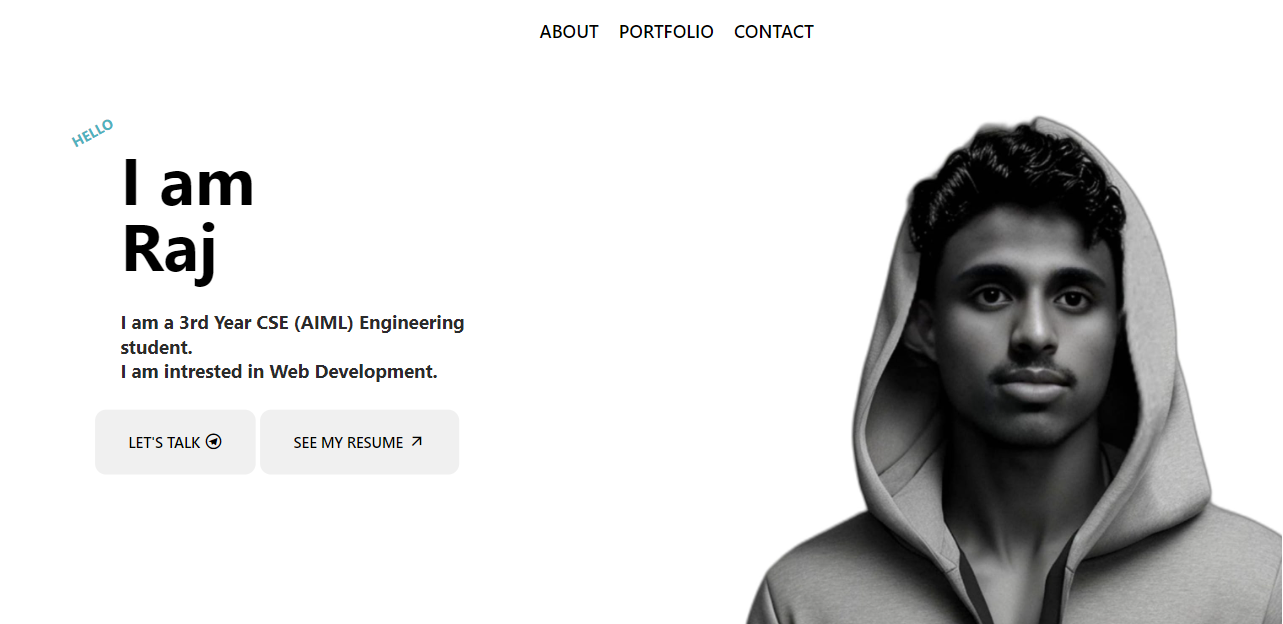 ABOUT PORTFOLIO CONTACT
HELLO
I am
Raj
I am a 3rd Year CSE (AIML) Engineering
student.
I am intrested in Web Development.
LET'S TALK SEE MY RESUME